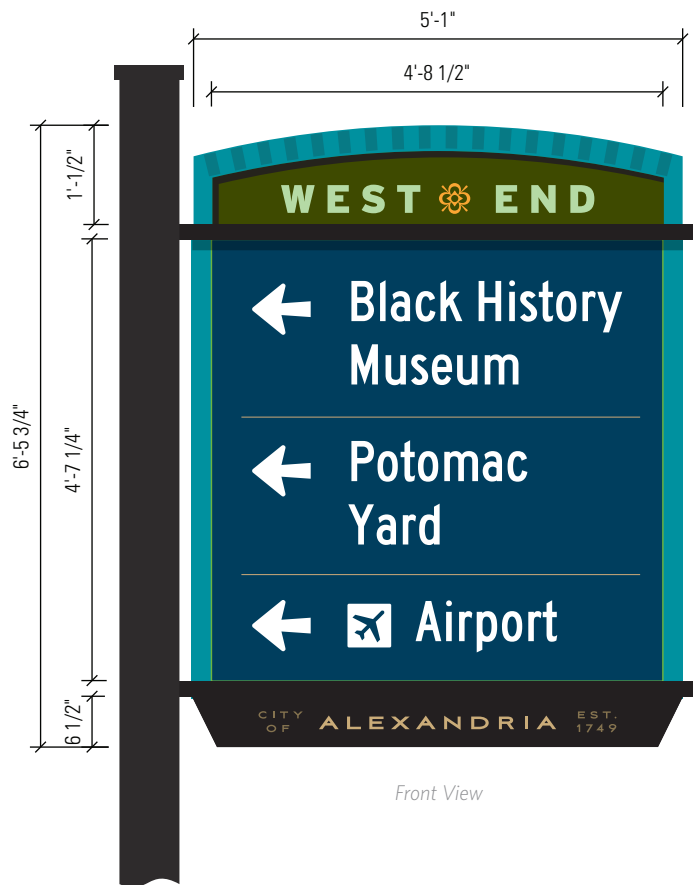 5'-1"
4'-8 1/2"
1'-1/2"
6'-5 3/4"
4'-7 1/4"
6 1/2"
WEST END
Black History
Museum
Potomac
Yard
Airport
CITY
OF
ALEXANDRIA
EST.
1749
Front View